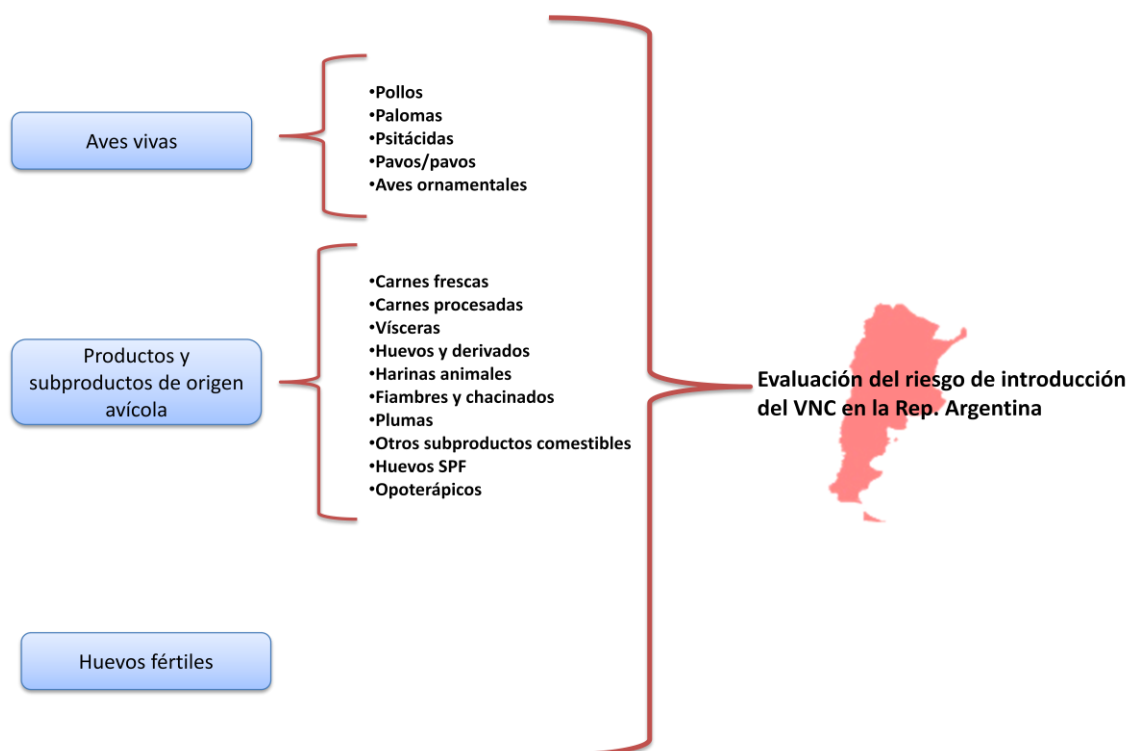 Aves vivas
•Pollos
•Palomas
•Psitácidas
•Pavos/pavos
•Aves ornamentales
Productos y
subproductos de origen
avícola
•Carnes frescas
•Carnes procesadas
•Vísceras
•Huevos y derivados
•Harinas animales
•Fiambres y chacinados
•Plumas
•Otros subproductos comestibles
•Huevos SPF
•Opoterápicos
Huevos fértiles
Evaluación del riesgo de introducción
del VNC en la Rep. Argentina